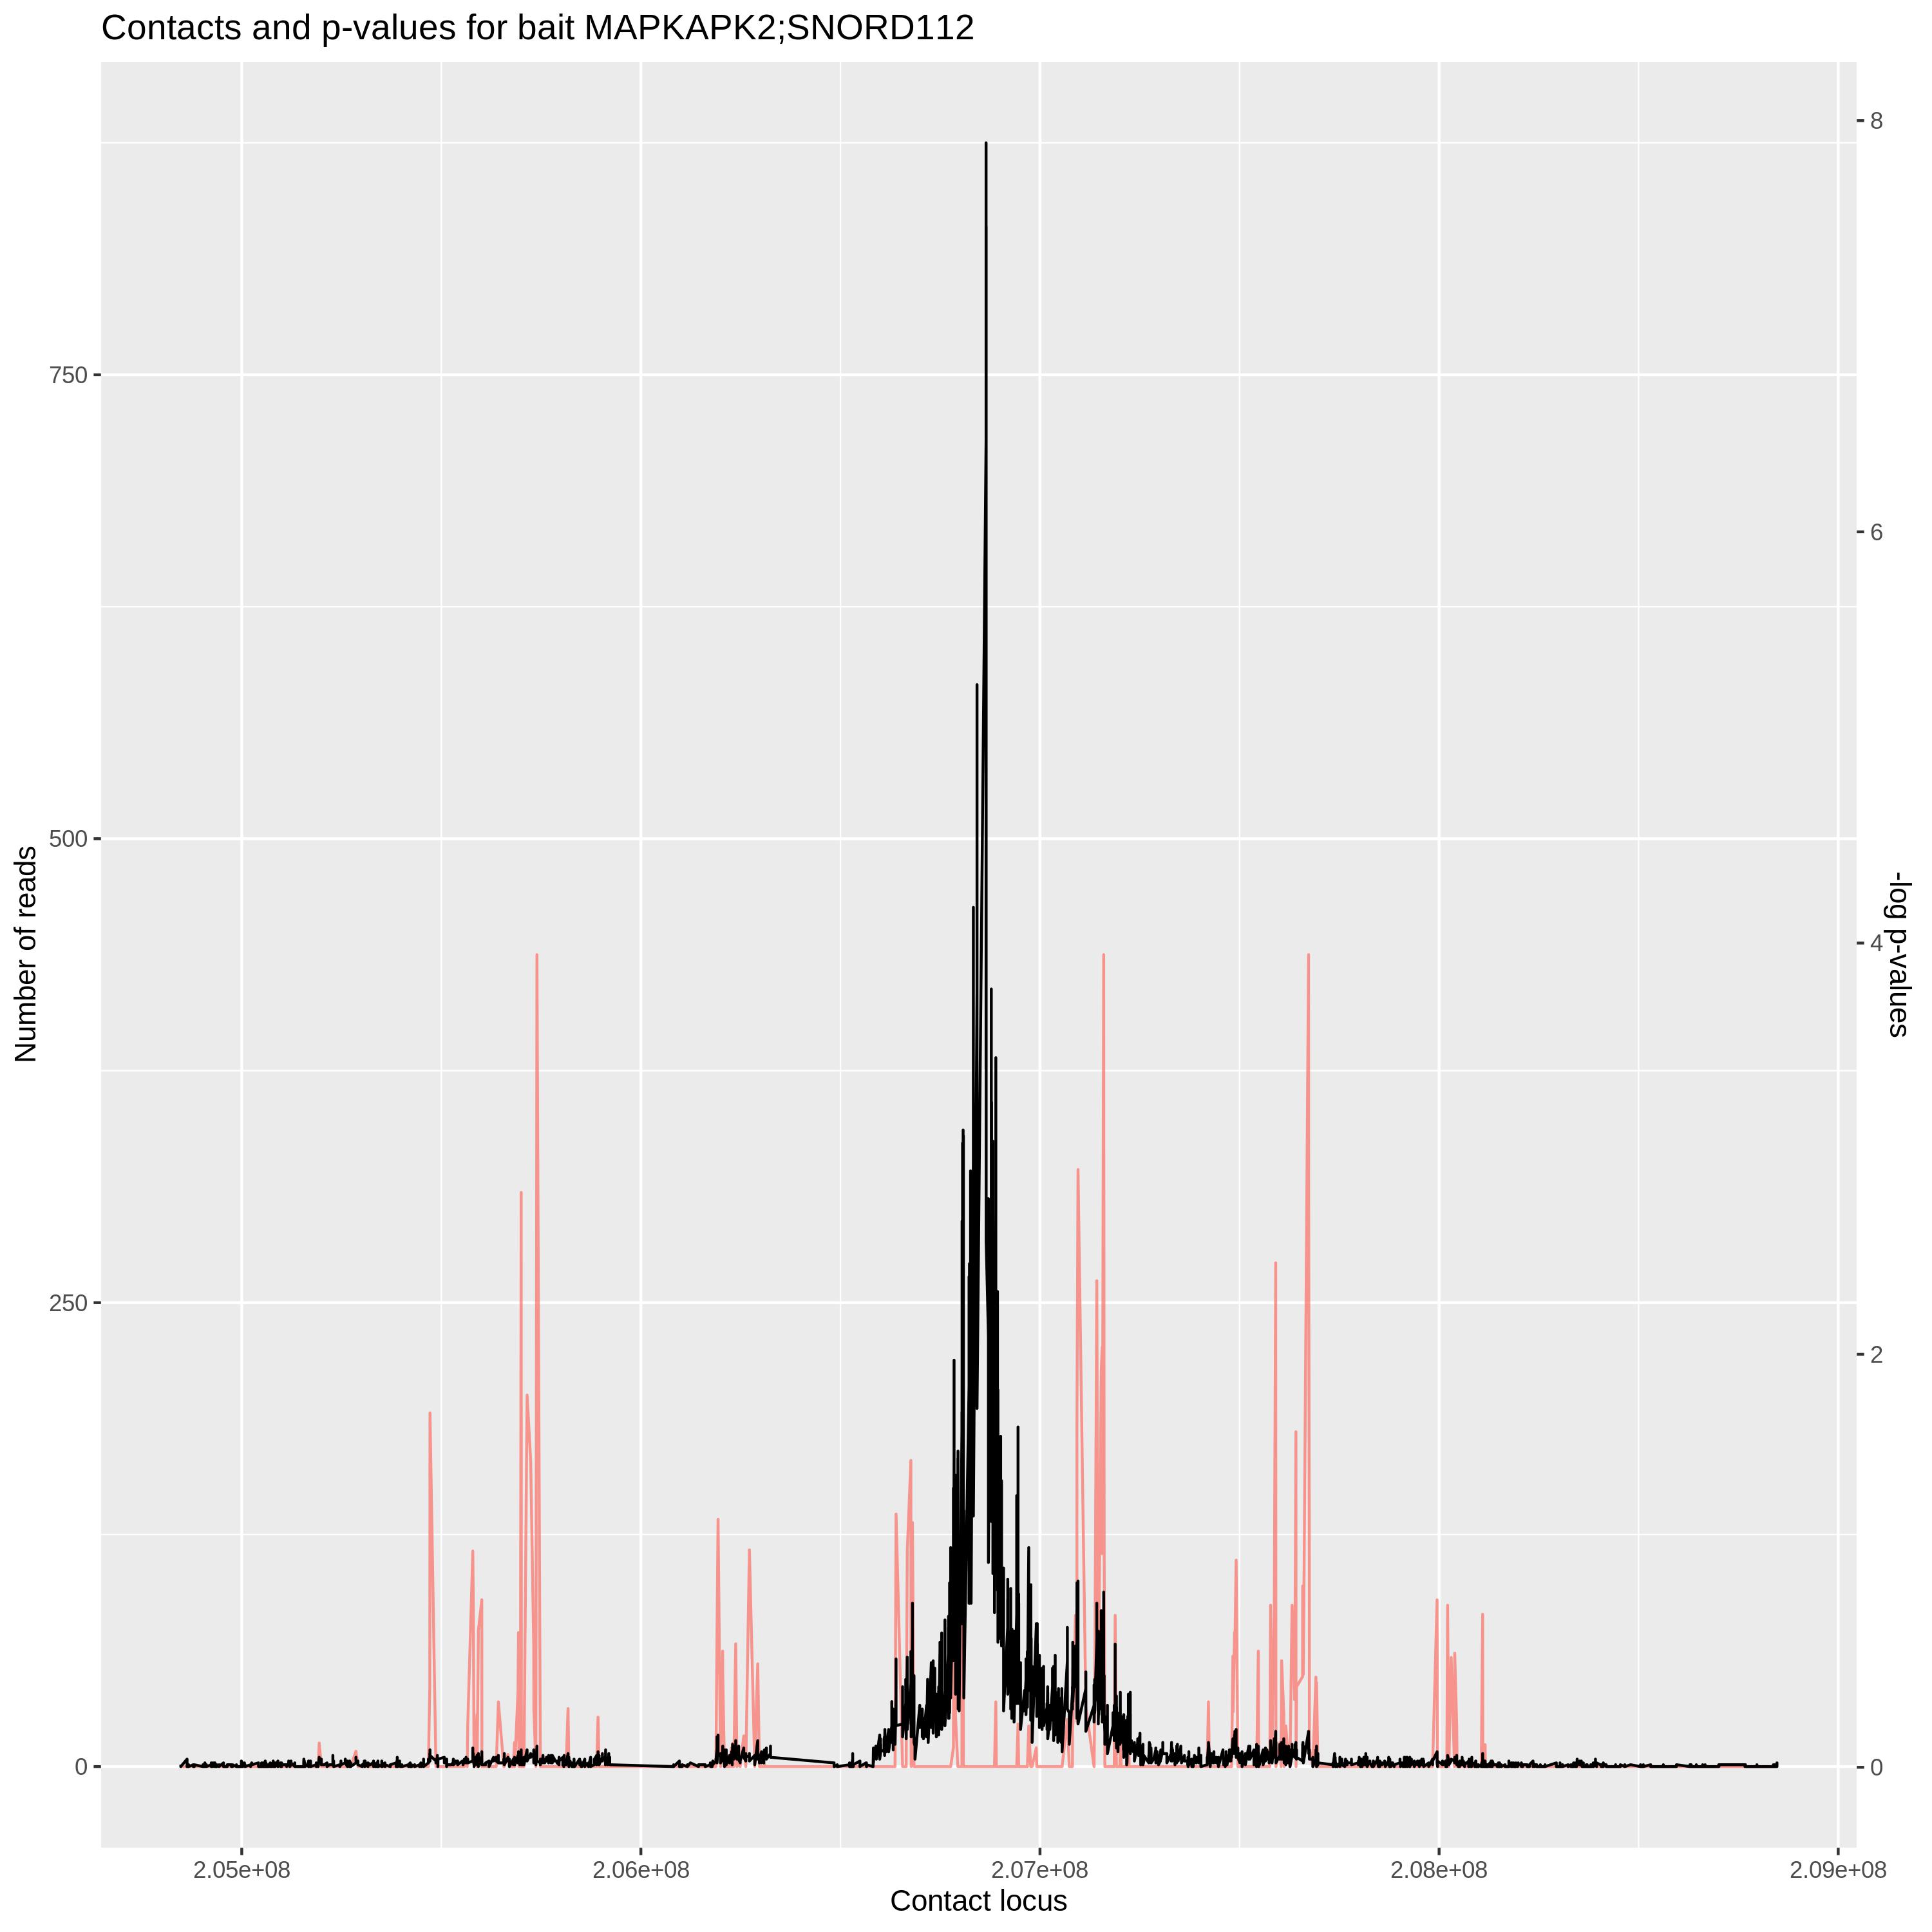 Contacts and p-values for bait MAPKAPK2;SNORD112
8
750
6
500
Number of reads
-log p-values
4
250
2
0
0
2.05e+08
2.06e+08
2.07e+08
2.08e+08
2.09e+08
Contact locus